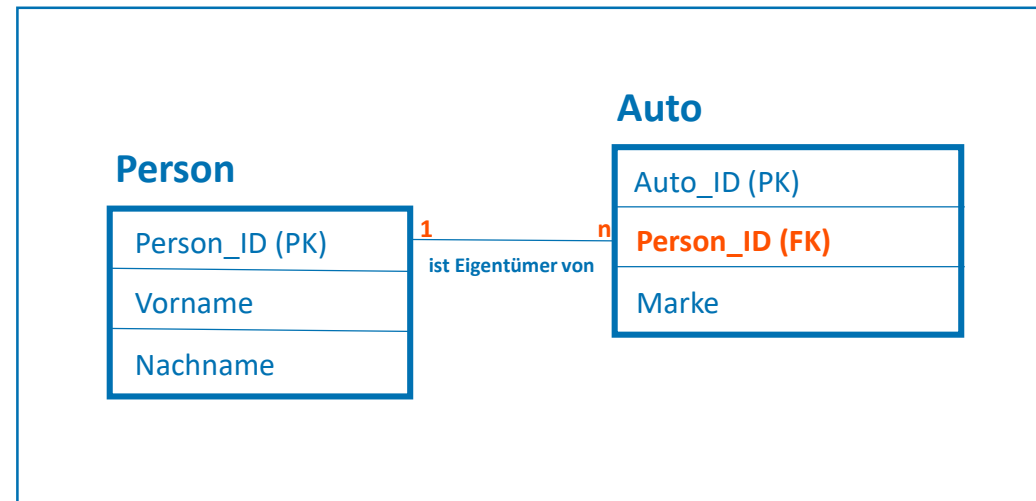 Person
Person_ID (PK)
Vorname
Nachname
1
n
ist Eigentümer von
Auto
Auto_ID (PK)
Person_ID (FK)
Marke